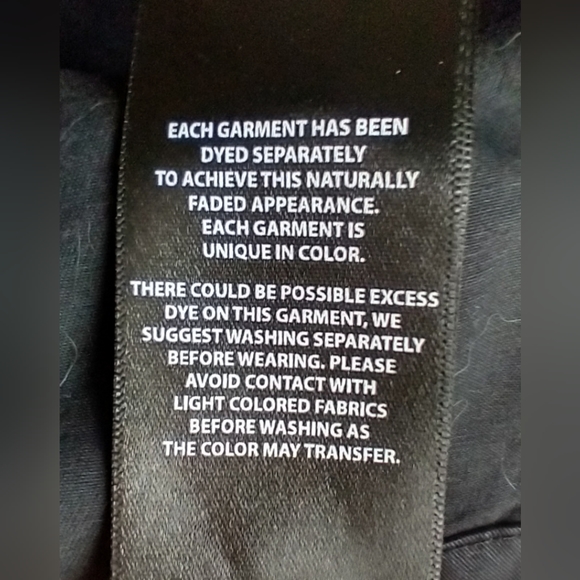 EACH GARMENT HAS BEEN
DYED SEPARATELY
TO ACHIEVE THIS NATURALLY
FADED APPEARANCE.
EACH GARMENT IS
UNIQUE IN COLOR.
THERE COULD BE POSSIBLE EXCESS
DYE ON THIS GARMENT, WE
SUGGEST WASHING SEPARATELY
BEFORE WEARING. PLEASE
AVOID CONTACT WITH
LIGHT COLORED FABRICS
BEFORE WASHING AS
THE COLOR MAY TRANSFER.